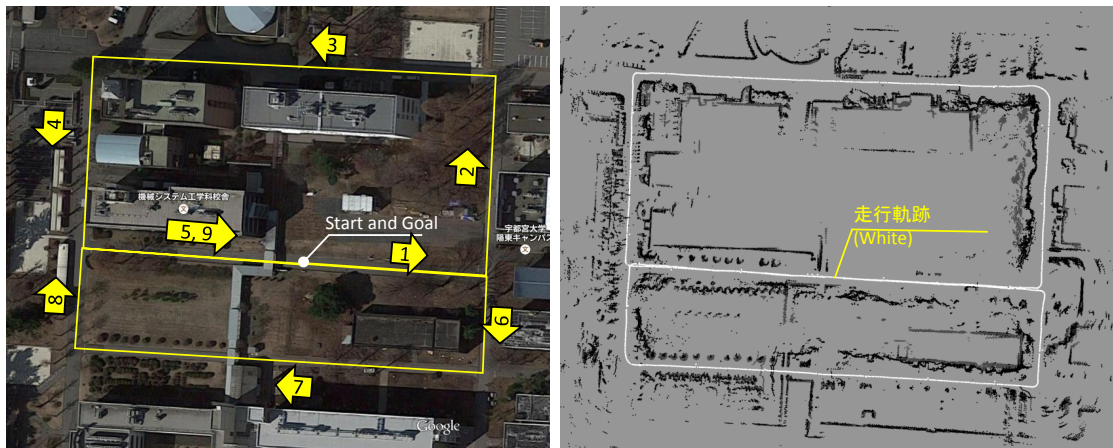 3
4
2
機械システム工学科校舎
Start and Goal
5, 9
宇都宮大学
陽東キャンパス
1
8
6
7
Google
走行軌跡
(White)